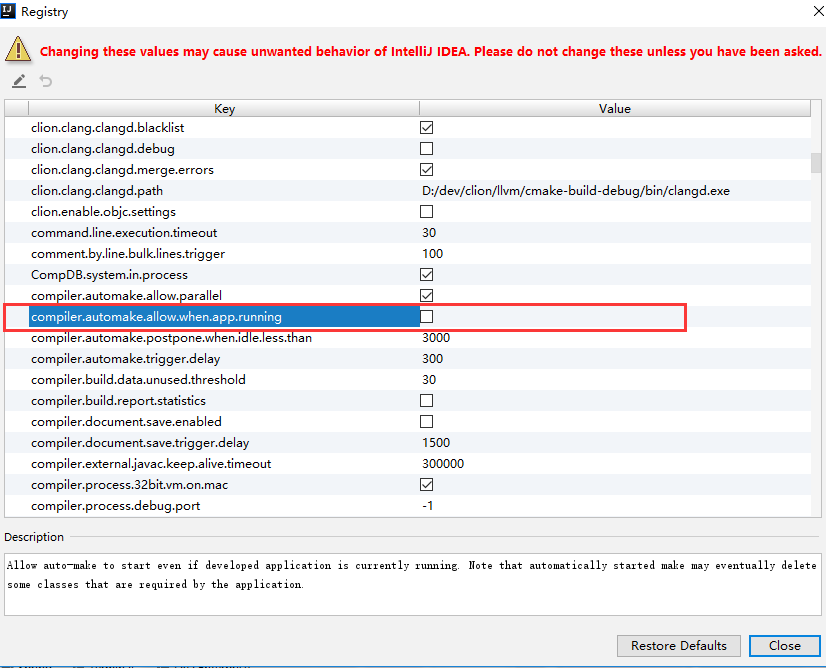 IJ Registry
Changing these values may cause unwanted behavior of IntelliJ IDEA. Please do not change these unless you have been asked.
Key Value
clion.clang.clangd.blacklist
clion.clang.clangd.debug
clion.clang.clangd.merge.errors
clion.clang.clangd.path D:/dev/clion/llvm/cmake-build-debug/bin/clangd.exe
clion.enable.objc.settings
command.line.execution.timeout 30
comment.by.line.bulk.lines.trigger 100
CompDB.system.in.process
compiler.automake.allow.parallel
compiler.automake.allow.when.app.running
compiler.automake.postpone.when.idle.less.than 3000
compiler.automake.trigger.delay 300
compiler.build.data.unused.threshold 30
compiler.build.report.statistics
compiler.document.save.enabled
compiler.document.save.trigger.delay 1500
compiler.external.javac.keep.alive.timeout 300000
compiler.process.32bit.vm.on.mac
compiler.process.debug.port -1
Description
Allow auto-make to start even if developed application is currently running. Note that automatically started make may eventually delete
some classes that are required by the application.
Restore Defaults Close